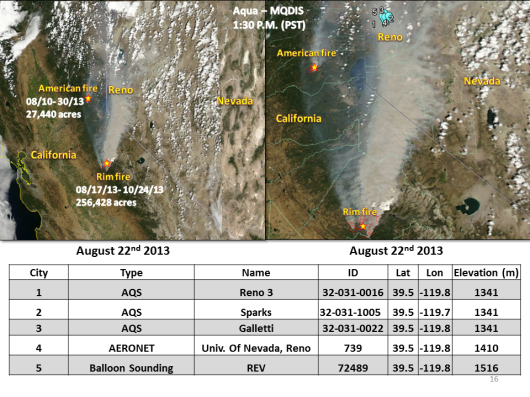 Aqua – MQDIS
1:30 P.M. (PST)
American fire
08/10- 30/13
27,440 acres
Reno
Nevada
California
Rim fire
08/17/13- 10/24/13
256,428 acres
5 3
1 4
Reno
American fire
Nevada
California
Rim fire
August 22nd 2013
August 22nd 2013
City Type Name ID Lat Lon Elevation (m)
1 AQS Reno 3 32-031-0016 39.5 -119.8 1341
2 AQS Sparks 32-031-1005 39.5 -119.7 1341
3 AQS Galletti 32-031-0022 39.5 -119.8 1341
4 AERONET Univ. Of Nevada, Reno 739 39.5 -119.8 1410
5 Balloon Sounding REV 72489 39.5 -119.8 1516
16